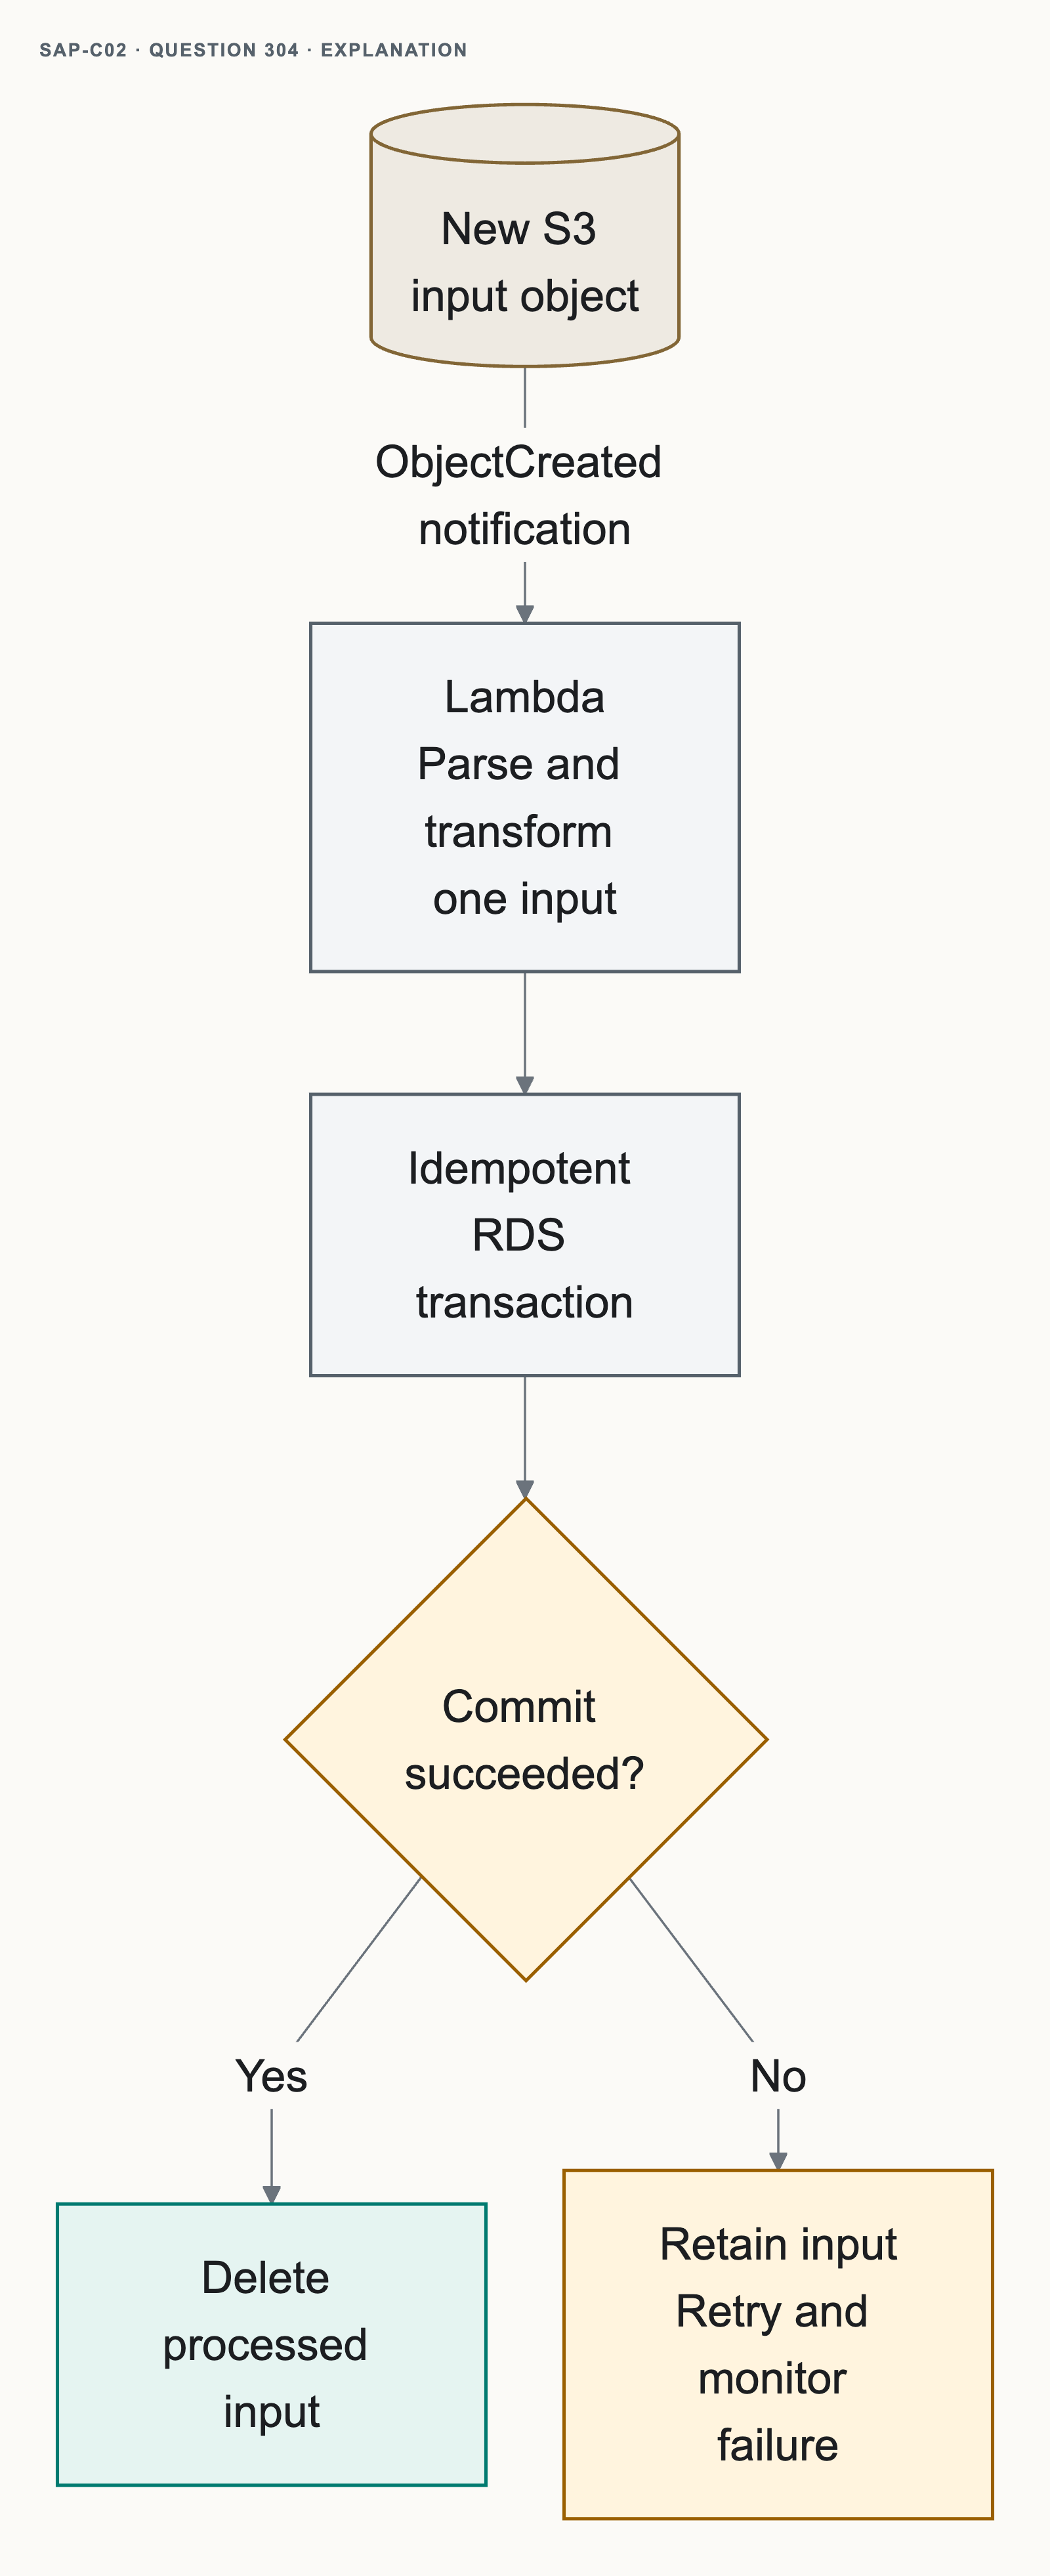 SAP-C02 · QUESTION 304 · EXPLANATION
New S3
input object
ObjectCreated
notification
Lambda
Parse and
transform
one input
Idempotent
RDS
transaction
Commit
succeeded?
Yes
No
Delete
processed
input
Retain input
Retry and
monitor
failure